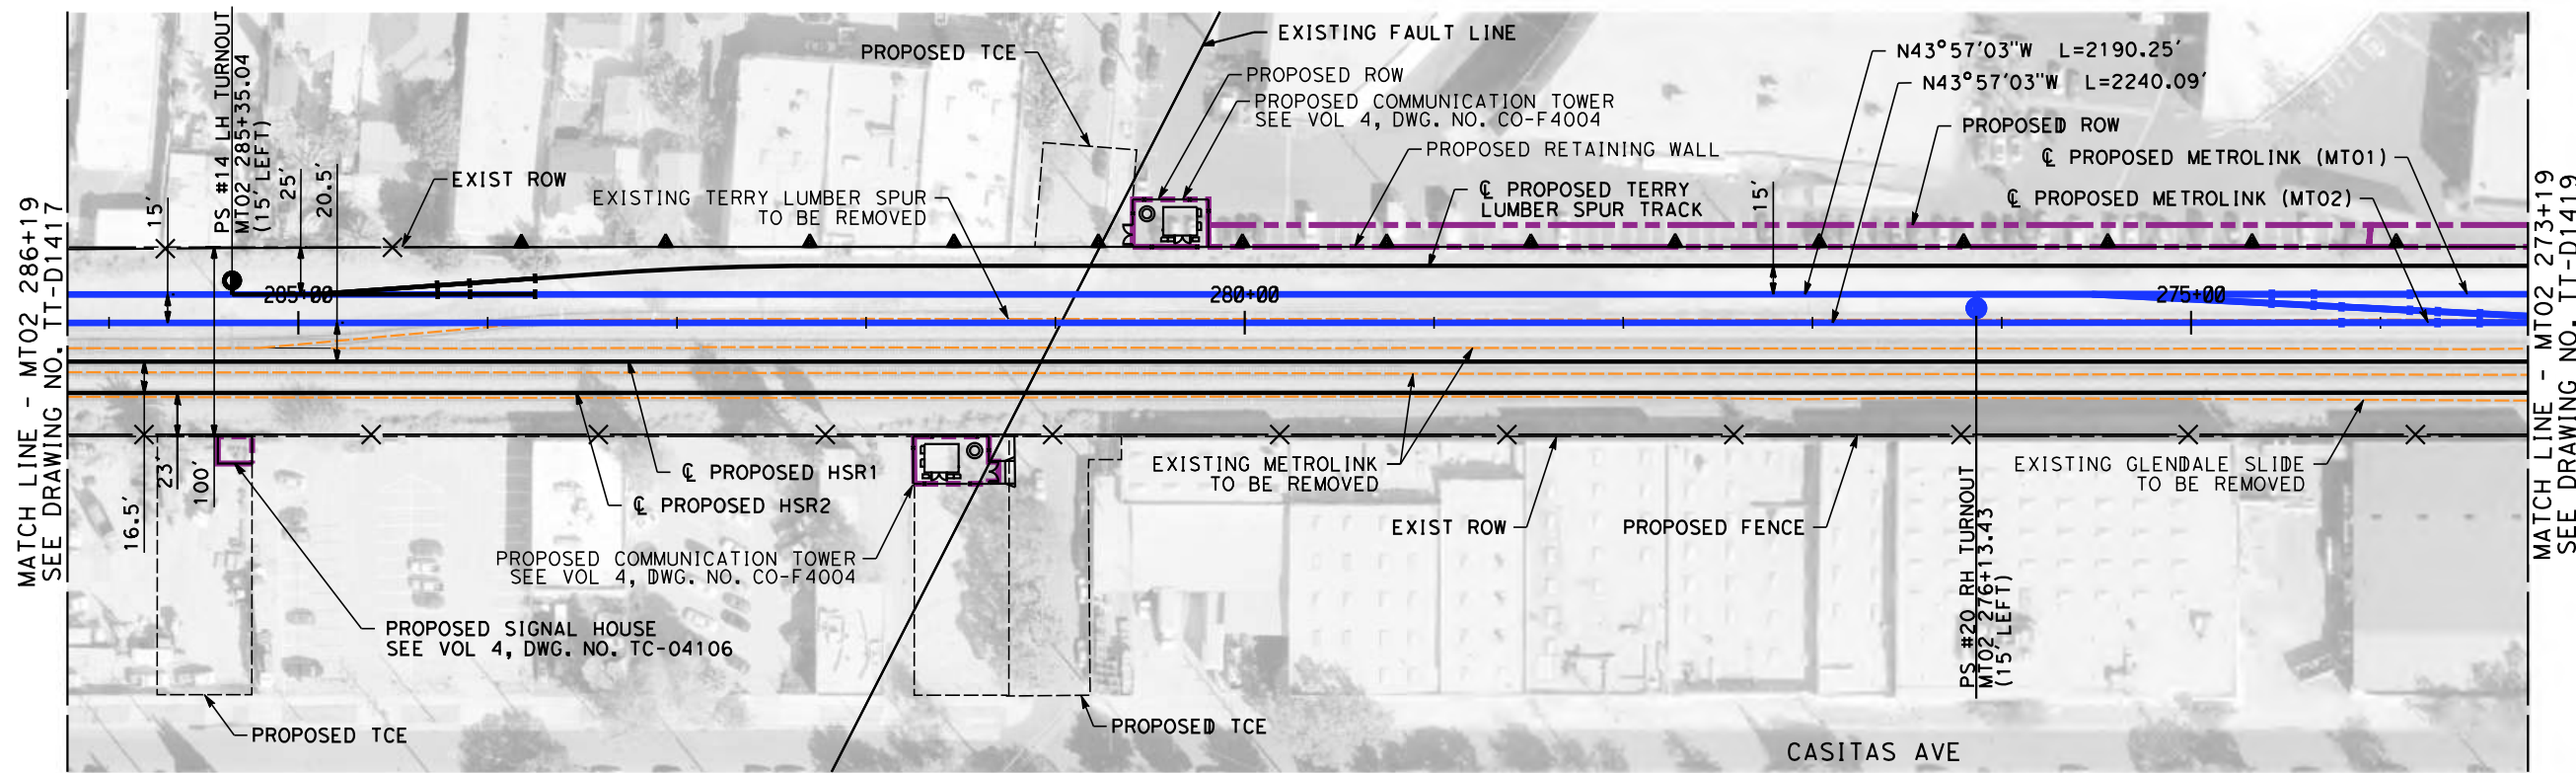 MATCH LINE - MT02 286+19
SEE DRAWING NO. TT-D1417
PS #14 LH TURNOUT
MT02 285+35.04
(15' LEFT)
15'
25'
20.5'
EXIST ROW
PROPOSED TCE
EXISTING FAULT LINE
PROPOSED ROW
PROPOSED COMMUNICATION TOWER
SEE VOL 4, DWG. NO. CO-F4004
PROPOSED RETAINING WALL
EXISTING TERRY LUMBER SPUR
TO BE REMOVED
℄ PROPOSED TERRY
LUMBER SPUR TRACK
15'
N43°57'03"W L=2190.25'
N43°57'03"W L=2240.09'
PROPOSED ROW
℄ PROPOSED METROLINK (MT01)
℄ PROPOSED METROLINK (MT02)
285+00
280+00
275+00
16.5'
23'
100'
℄ PROPOSED HSR1
℄ PROPOSED HSR2
PROPOSED COMMUNICATION TOWER
SEE VOL 4, DWG. NO. CO-F4004
PROPOSED SIGNAL HOUSE
SEE VOL 4, DWG. NO. TC-04106
PROPOSED TCE
PROPOSED TCE
EXISTING METROLINK
TO BE REMOVED
EXIST ROW
PROPOSED FENCE
EXISTING GLENDALE SLIDE
TO BE REMOVED
PS #20 RH TURNOUT
MT02 276+13.43
(15' LEFT)
CASITAS AVE
MATCH LINE - MT02 273+19
SEE DRAWING NO. TT-D1419